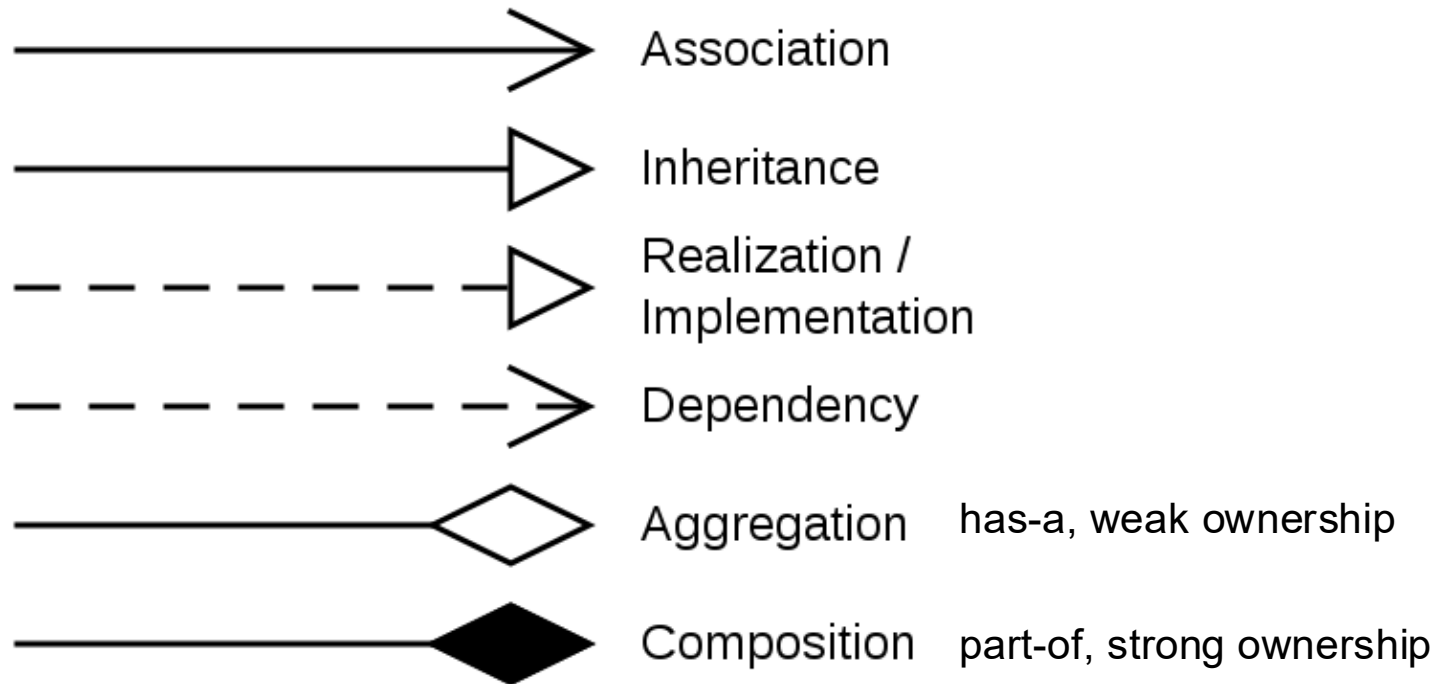 Association
Inheritance
Realization /
Implementation
Dependency
Aggregation has-a, weak ownership
Composition part-of, strong ownership